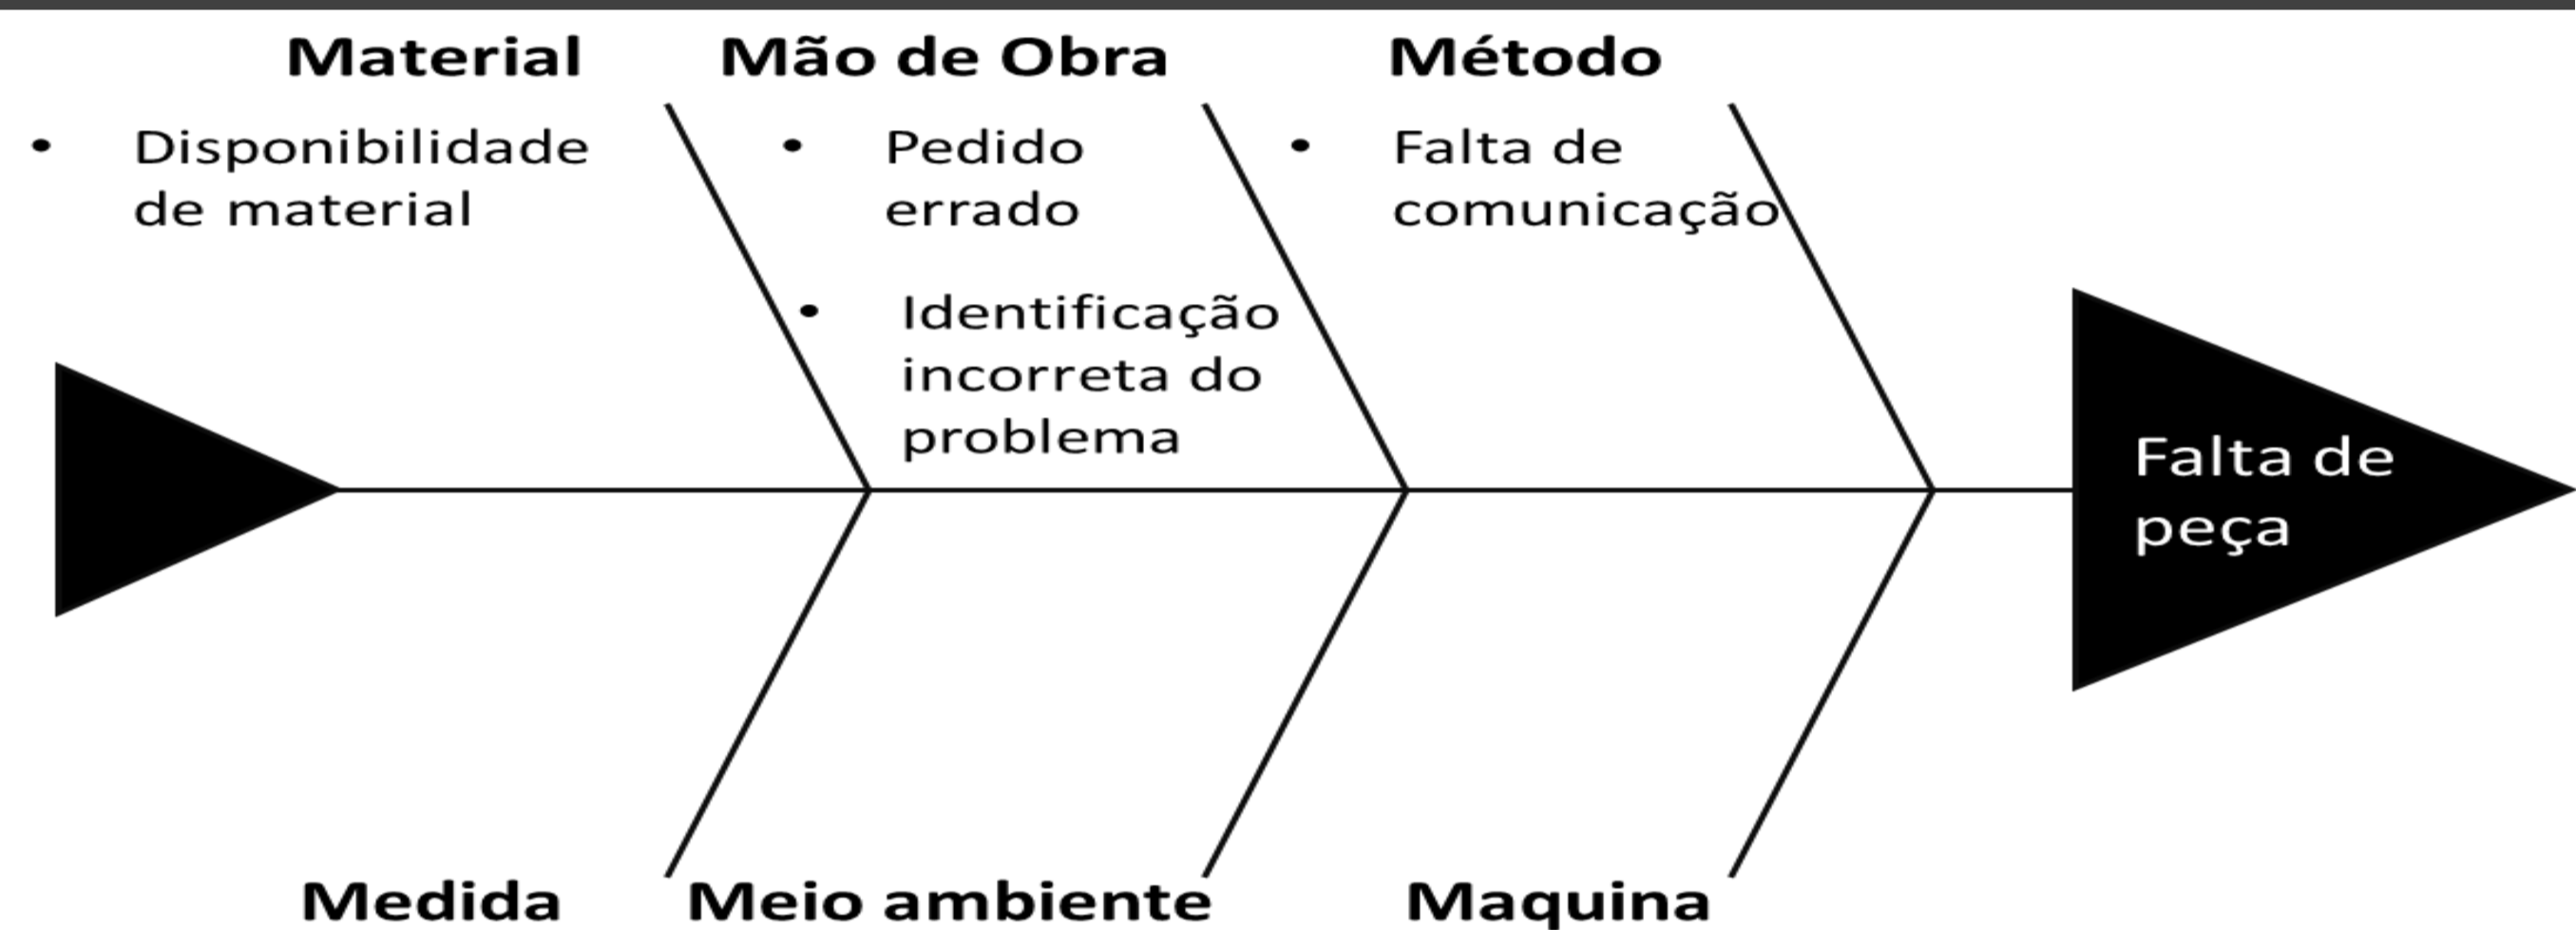 Material
• Disponibilidade
de material
Mão de Obra
• Pedido
errado
• Identificação
incorreta do
problema
Método
• Falta de
comunicação
Falta de
peça
Medida
Meio ambiente
Maquina